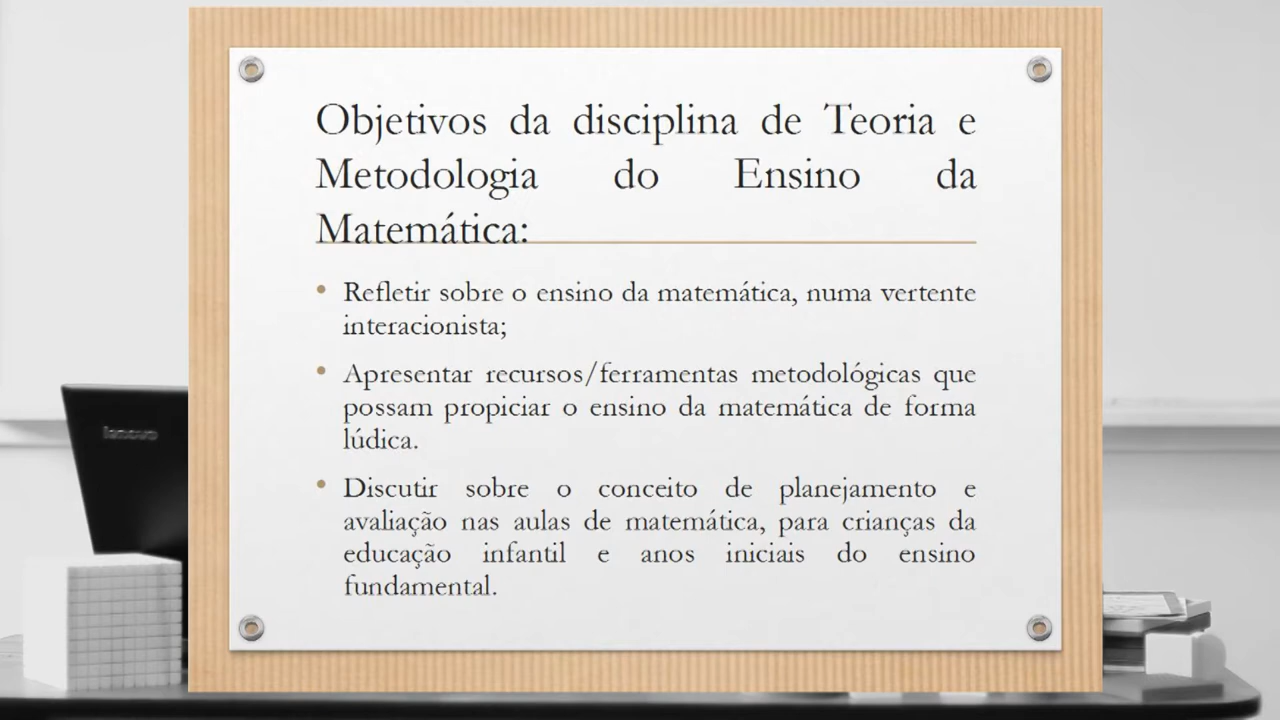 Objetivos da disciplina de Teoria e
Metodologia do Ensino da
Matemática:
• Refletir sobre o ensino da matemática, numa vertente
interacionista;
• Apresentar recursos/ferramentas metodológicas que
possam propiciar o ensino da matemática de forma
lúdica.
• Discutir sobre o conceito de planejamento e
avaliação nas aulas de matemática, para crianças da
educação infantil e anos iniciais do ensino
fundamental.
lenovo